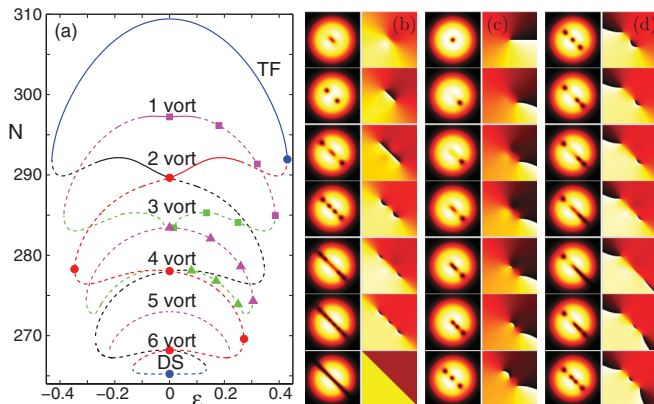 310
(a)
TF
(b)
(c)
(d)
300
1 vort
N
2 vort
290
3 vort
280
4 vort
5 vort
270
6 vort
DS
−0.4 −0.2 0 0.2 0.4
ε